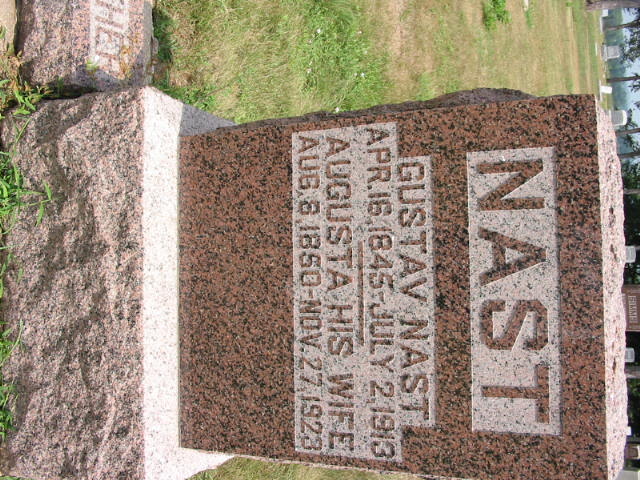 NAST
GUSTAV NAST
APR. 16, 1845-JULY 2, 1913
AUGUSTA HIS WIFE
AUG. 8 1850-NOV. 27, 1923